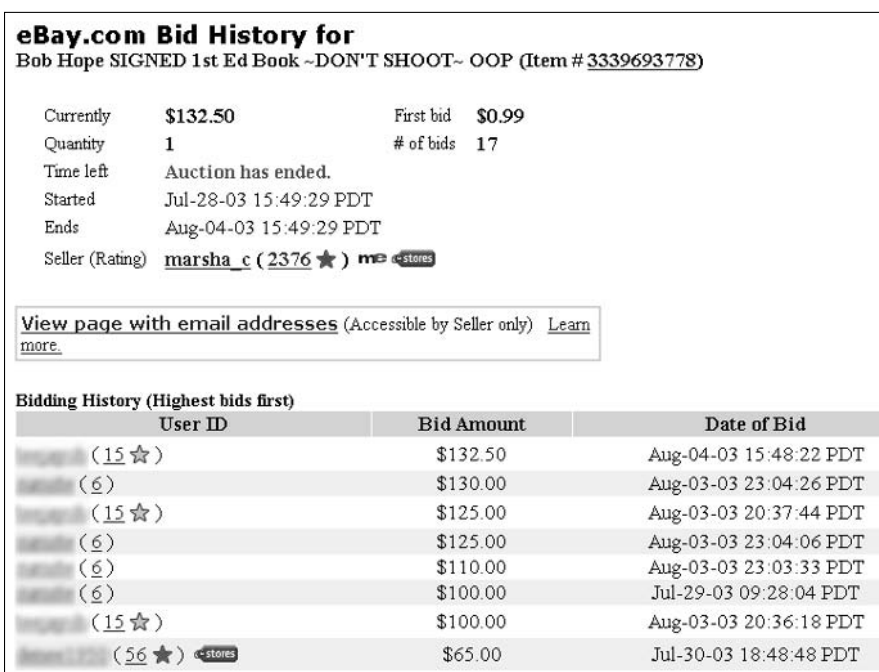 eBay.com Bid History for
Bob Hope SIGNED 1st Ed Book ~DON'T SHOOT~ OOP (Item # 3339693778)
Currently $132.50 First bid $0.99
Quantity 1 # of bids 17
Time left Auction has ended.
Started Jul-28-03 15:49:29 PDT
Ends Aug-04-03 15:49:29 PDT
Seller (Rating) marsha_c ( 2376 ) me stores
View page with email addresses (Accessible by Seller only) Learn
more.
Bidding History (Highest bids first)
User ID Bid Amount Date of Bid
( 15 ) $132.50 Aug-04-03 15:48:22 PDT
( 6 ) $130.00 Aug-03-03 23:04:26 PDT
( 15 ) $125.00 Aug-03-03 20:37:44 PDT
( 6 ) $125.00 Aug-03-03 23:04:06 PDT
( 6 ) $110.00 Aug-03-03 23:03:33 PDT
( 6 ) $100.00 Jul-29-03 09:28:04 PDT
( 15 ) $100.00 Aug-03-03 20:36:18 PDT
( 56 ) stores $65.00 Jul-30-03 18:48:48 PDT